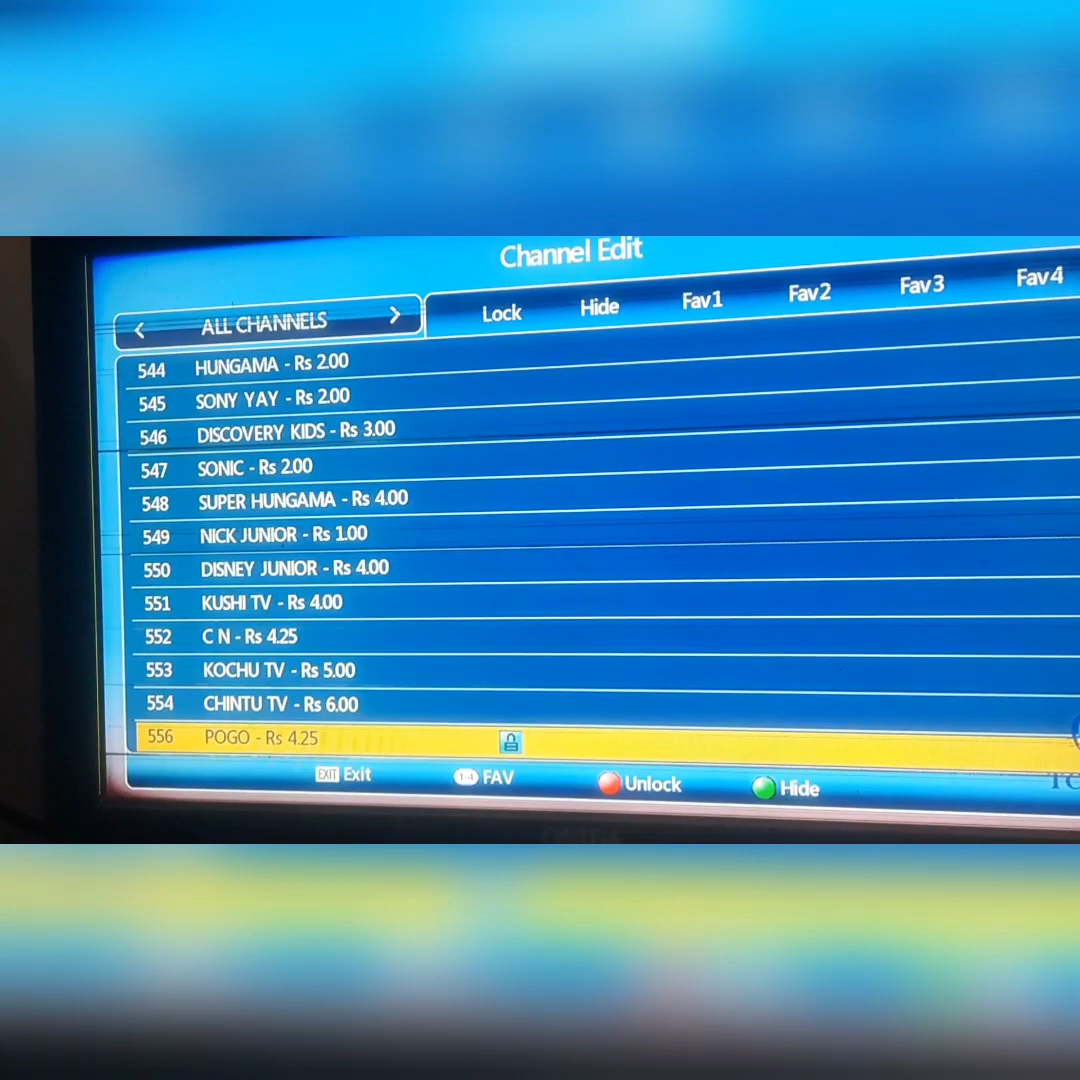 Channel Edit
ALL CHANNELS
Lock Hide Fav1 Fav2 Fav3 Fav4
544 HUNGAMA - Rs 2.00
545 SONY YAY - Rs 2.00
546 DISCOVERY KIDS - Rs 3.00
547 SONIC - Rs 2.00
548 SUPER HUNGAMA - Rs 4.00
549 NICK JUNIOR - Rs 1.00
550 DISNEY JUNIOR - Rs 4.00
551 KUSHI TV - Rs 4.00
552 C N - Rs 4.25
553 KOCHU TV - Rs 5.00
554 CHINTU TV - Rs 6.00
556 POGO - Rs 4.25
EXIT Exit 1-4 FAV Unlock Hide